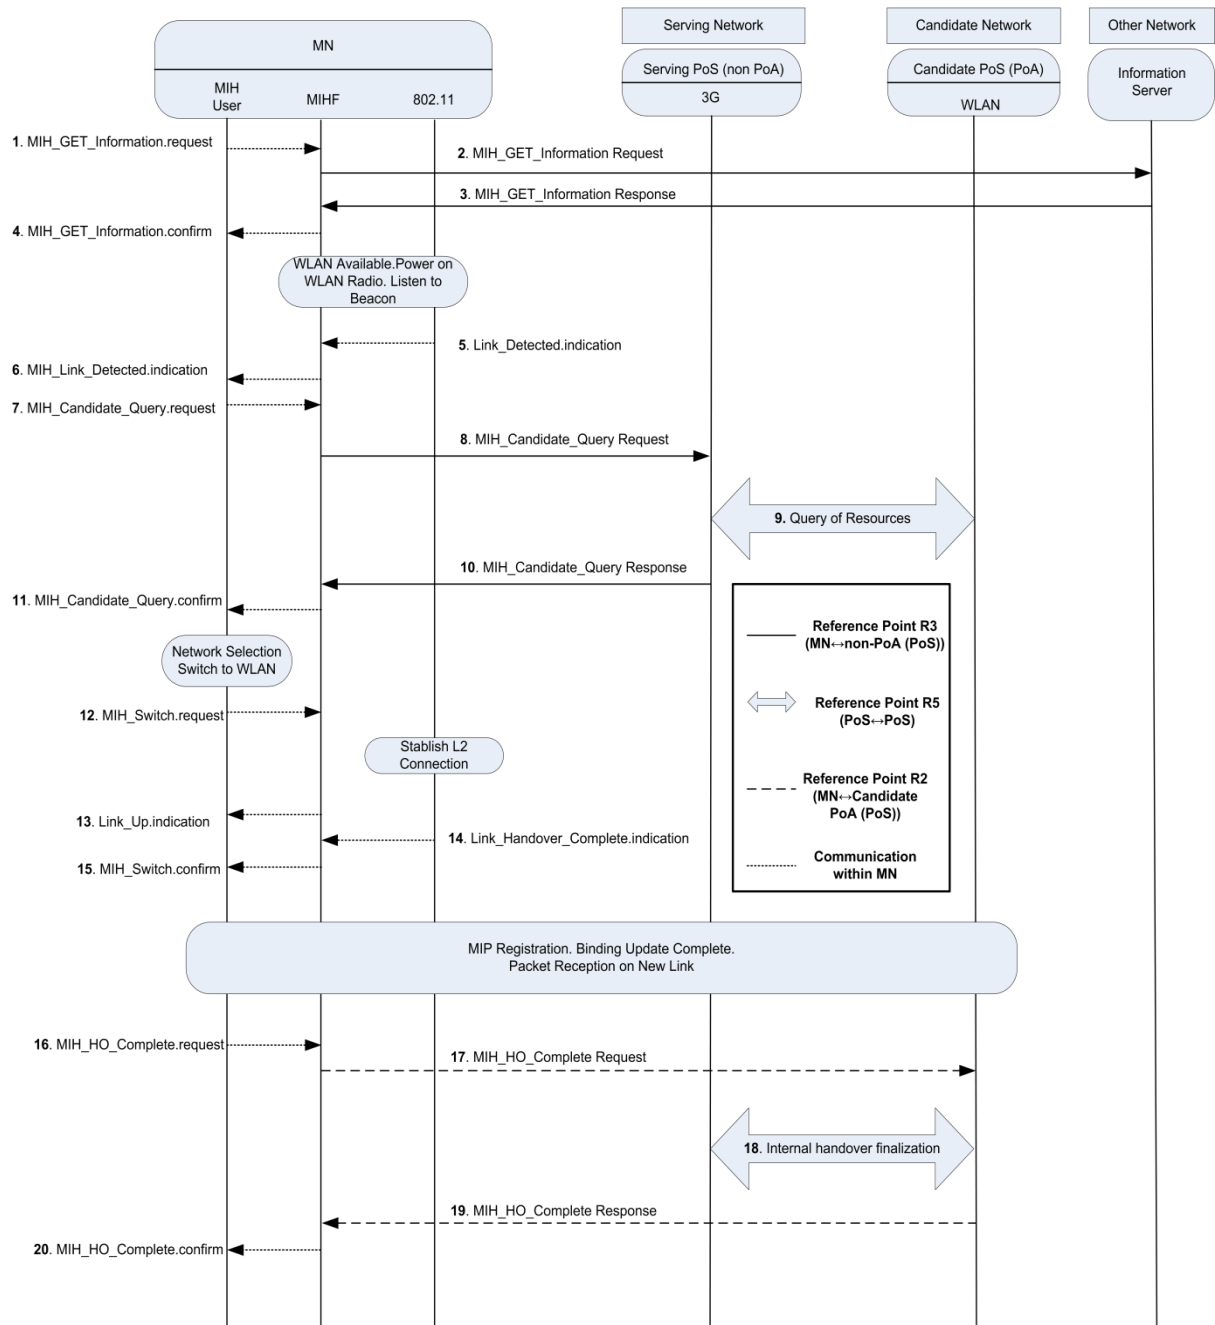 Serving Network
Candidate Network
Other Network
MN
MIH
User
MIHF
802.11
Serving PoS (non PoA)
3G
Candidate PoS (PoA)
WLAN
Information
Server
1. MIH_GET_Information.request
2. MIH_GET_Information Request
3. MIH_GET_Information Response
4. MIH_GET_Information.confirm
WLAN Available.Power on
WLAN Radio. Listen to
Beacon
5. Link_Detected.indication
6. MIH_Link_Detected.indication
7. MIH_Candidate_Query.request
8. MIH_Candidate_Query Request
9. Query of Resources
10. MIH_Candidate_Query Response
11. MIH_Candidate_Query.confirm
Network Selection
Switch to WLAN
12. MIH_Switch.request
Stablish L2
Connection
13. Link_Up.indication
14. Link_Handover_Complete.indication
15. MIH_Switch.confirm
Reference Point R3
(MN↔non-PoA (PoS))
Reference Point R5
(PoS↔PoS)
Reference Point R2
(MN↔Candidate
PoA (PoS))
Communication
within MN
MIP Registration. Binding Update Complete.
Packet Reception on New Link
16. MIH_HO_Complete.request
17. MIH_HO_Complete Request
18. Internal handover finalization
19. MIH_HO_Complete Response
20. MIH_HO_Complete.confirm